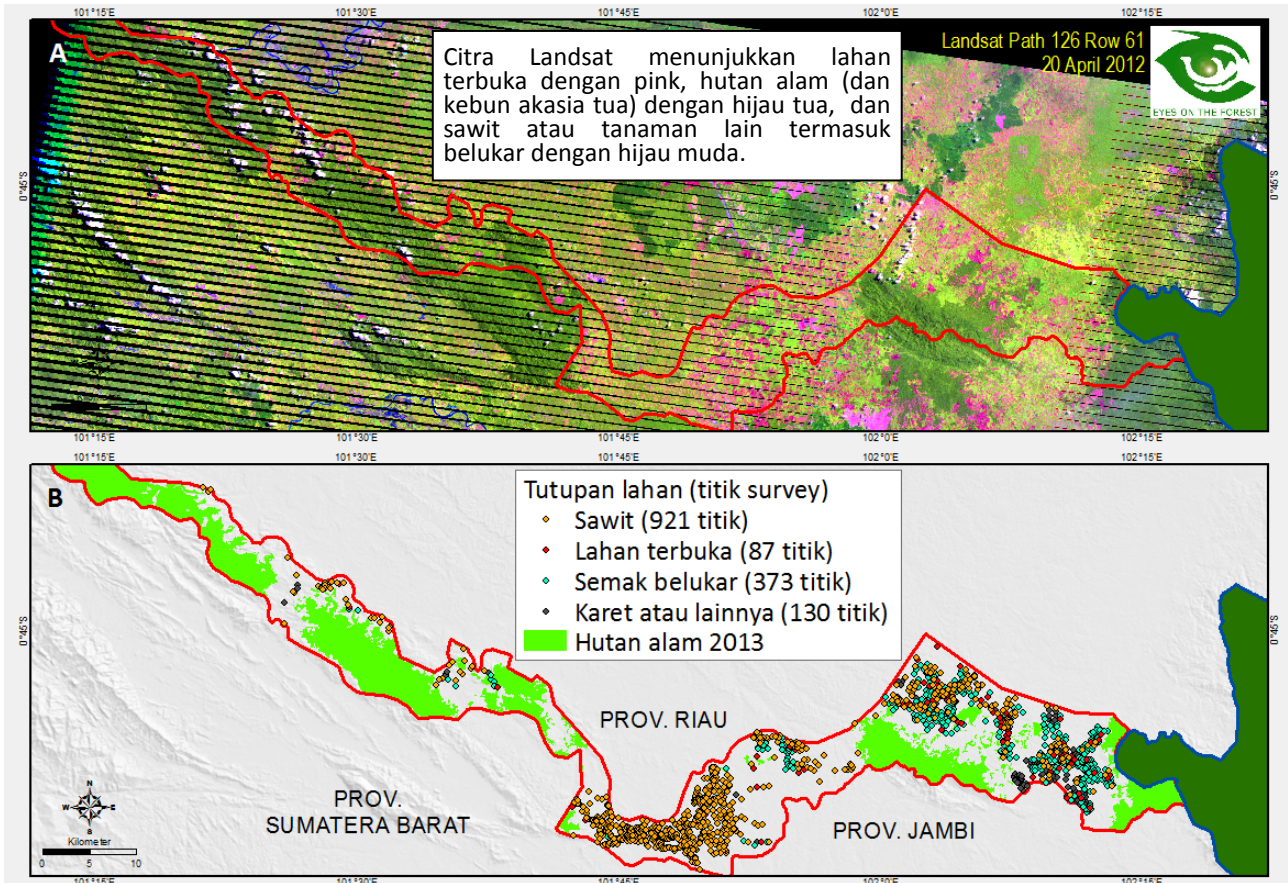 101°15'E 101°30'E 101°45'E 102°0'E 102°15'E
A
Citra Landsat menunjukkan lahan
terbuka dengan pink, hutan alam (dan
kebun akasia tua) dengan hijau tua, dan
sawit atau tanaman lain termasuk
belukar dengan hijau muda.
Landsat Path 126 Row 61
20 April 2012
EYES ON THE FOREST
0°45'S 0°45'S
101°15'E 101°30'E 101°45'E 102°0'E 102°15'E
B
Tutupan lahan (titik survey)
Sawit (921 titik)
Lahan terbuka (87 titik)
Semak belukar (373 titik)
Karet atau lainnya (130 titik)
Hutan alam 2013
0°45'S 0°45'S
PROV. RIAU
PROV.
SUMATERA BARAT
PROV. JAMBI
N
W E
S
Kilometer
0 5 10
101°15'E 101°30'E 101°45'E 102°0'E 102°15'E